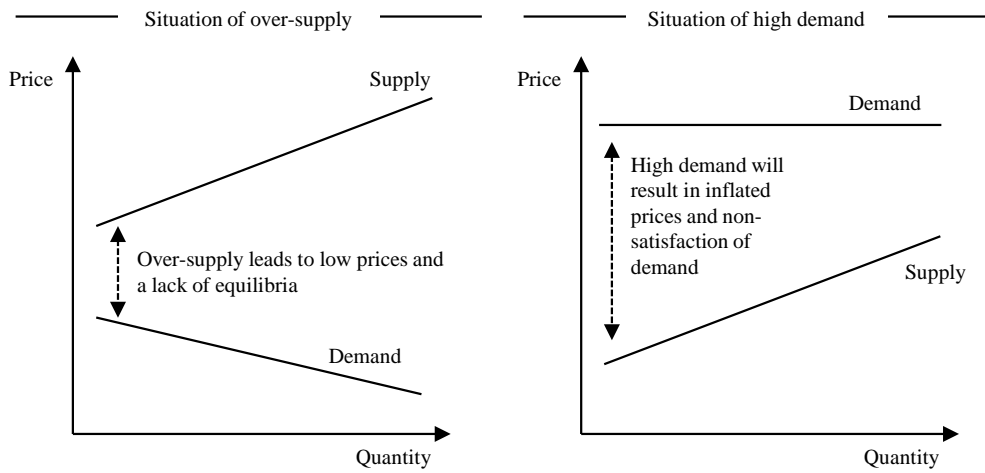 Situation of over-supply
Price
Supply
Over-supply leads to low prices and
a lack of equilibria
Demand
Quantity
Situation of high demand
Price
Demand
High demand will
result in inflated
prices and non-
satisfaction of
demand
Supply
Quantity